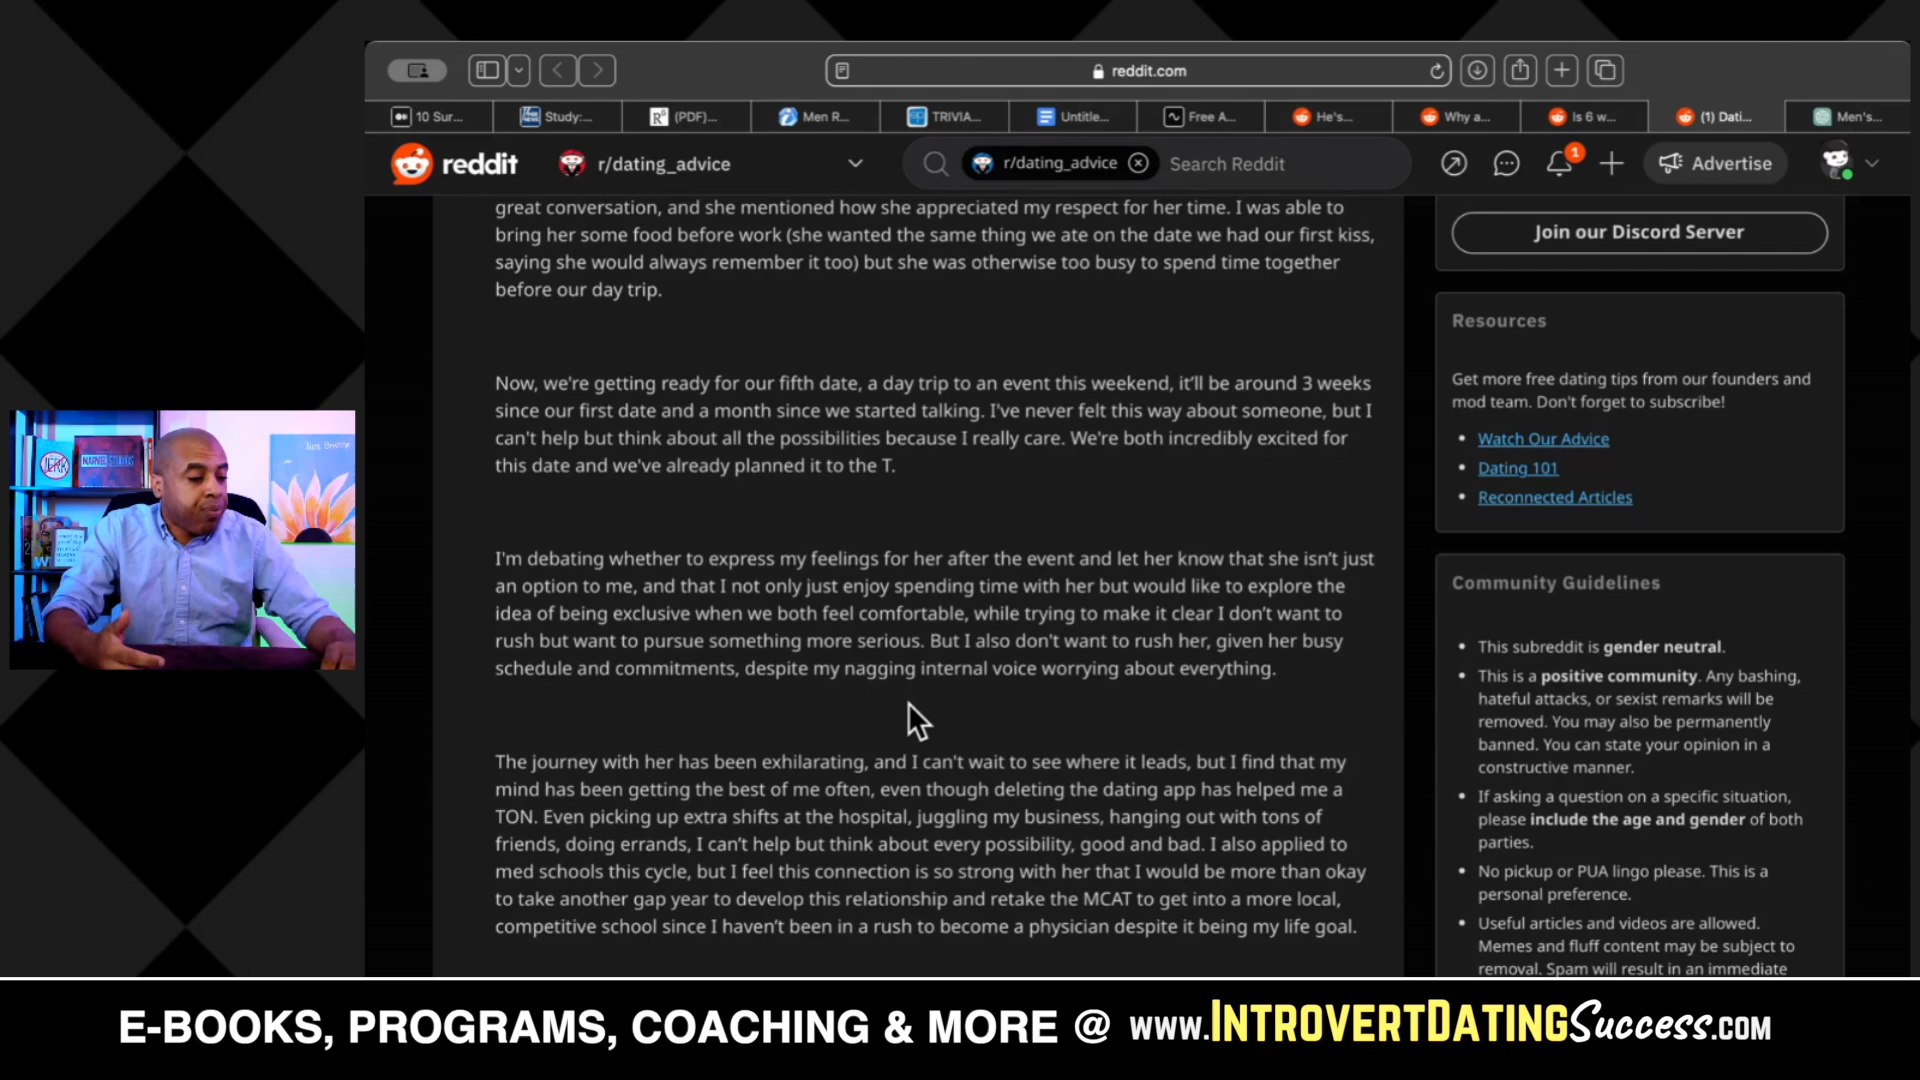 reddit.com
10 Sur...
Study:...
(PDF)...
Men R...
TRIVIA...
Untitle...
Free A...
He's...
Why a...
Is 6 w...
(1) Dati...
Men's...
reddit
r/dating_advice
r/dating_advice
Search Reddit
1
Advertise
great conversation, and she mentioned how she appreciated my respect for her time. I was able to
bring her some food before work (she wanted the same thing we ate on the date we had our first kiss,
saying she would always remember it too) but she was otherwise too busy to spend time together
before our day trip.
Now, we're getting ready for our fifth date, a day trip to an event this weekend, it'll be around 3 weeks
since our first date and a month since we started talking. I've never felt this way about someone, but I
can't help but think about all the possibilities because I really care. We're both incredibly excited for
this date and we've already planned it to the T.
I'm debating whether to express my feelings for her after the event and let her know that she isn't just
an option to me, and that I not only just enjoy spending time with her but would like to explore the
idea of being exclusive when we both feel comfortable, while trying to make it clear I don't want to
rush but want to pursue something more serious. But I also don't want to rush her, given her busy
schedule and commitments, despite my nagging internal voice worrying about everything.
The journey with her has been exhilarating, and I can't wait to see where it leads, but I find that my
mind has been getting the best of me often, even though deleting the dating app has helped me a
TON. Even picking up extra shifts at the hospital, juggling my business, hanging out with tons of
friends, doing errands, I can't help but think about every possibility, good and bad. I also applied to
med schools this cycle, but I feel this connection is so strong with her that I would be more than okay
to take another gap year to develop this relationship and retake the MCAT to get into a more local,
competitive school since I haven't been in a rush to become a physician despite it being my life goal.
Join our Discord Server
Resources
Get more free dating tips from our founders and
mod team. Don't forget to subscribe!
• Watch Our Advice
• Dating 101
• Reconnected Articles
Community Guidelines
• This subreddit is gender neutral.
• This is a positive community. Any bashing,
hateful attacks, or sexist remarks will be
removed. You may also be permanently
banned. You can state your opinion in a
constructive manner.
• If asking a question on a specific situation,
please include the age and gender of both
parties.
• No pickup or PUA lingo please. This is a
personal preference.
• Useful articles and videos are allowed.
Memes and fluff content may be subject to
removal. Spam will result in an immediate
JERK
MARVEL STUDIOS
E-BOOKS, PROGRAMS, COACHING & MORE @ WWW.INTROVERTDATINGSUCCESS.COM